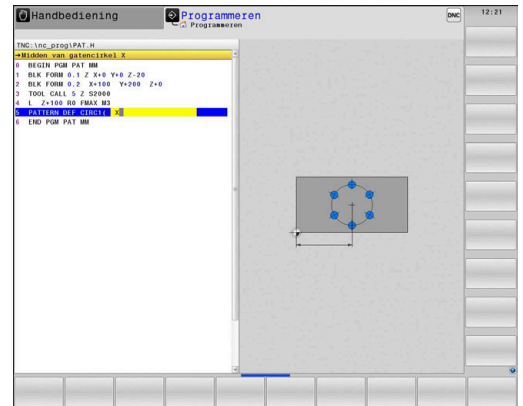 Handbediening
Programmeren
Programmeren
DNC
12:21
TNC:\nc_prog\PAT.H
→Midden van gatencirkel X
0 BEGIN PGM PAT MM
1 BLK FORM 0.1 Z X+0 Y+0 Z-20
2 BLK FORM 0.2 X+100 Y+200 Z+0
3 TOOL CALL 5 Z S2000
4 L Z+100 R0 FMAX M3
5 PATTERN DEF CIRC1( X
6 END PGM PAT MM